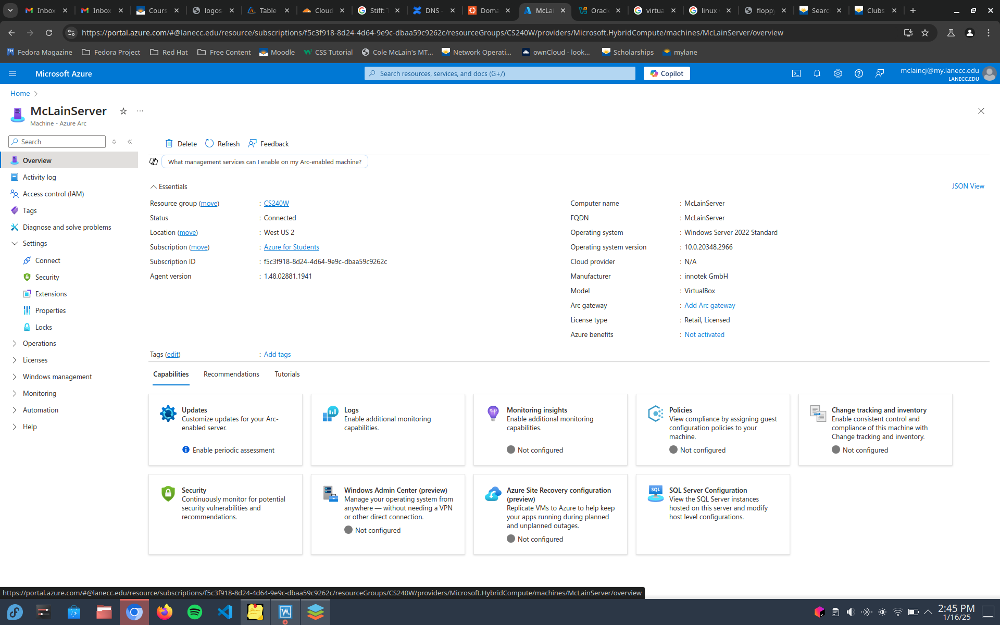 Inbox
Inbox
Cours
logos
Table
Cloud
Stiff: T
DNS -
Doma
McLai
Oracle
virtua
linux
floppy
Searc
Clubs
https://portal.azure.com/#@lanecc.edu/resource/subscriptions/f5c3f918-8d24-4d64-9e9c-dbaa59c9262c/resourceGroups/CS240W/providers/Microsoft.HybridCompute/machines/McLainServer/overview
Fedora Magazine
Fedora Project
Red Hat
Free Content
Moodle
CSS Tutorial
Cole McLain's MT...
Network Operati...
ownCloud - look...
Scholarships
mylane
Microsoft Azure
Search resources, services, and docs (G+/)
Copilot
mclaincj@my.lanecc.edu
LANECC.EDU
Home
McLainServer
Machine - Azure Arc
Search
Delete
Refresh
Feedback
What management services can I enable on my Arc-enabled machine?
Overview
Activity log
Access control (IAM)
Tags
Diagnose and solve problems
Settings
Connect
Security
Extensions
Properties
Locks
Operations
Licenses
Windows management
Monitoring
Automation
Help
Essentials
JSON View
Resource group (move) : CS240W
Status : Connected
Location (move) : West US 2
Subscription (move) : Azure for Students
Subscription ID : f5c3f918-8d24-4d64-9e9c-dbaa59c9262c
Agent version : 1.48.02881.1941
Computer name : McLainServer
FQDN : McLainServer
Operating system : Windows Server 2022 Standard
Operating system version : 10.0.20348.2966
Cloud provider : N/A
Manufacturer : innotek GmbH
Model : VirtualBox
Arc gateway : Add Arc gateway
License type : Retail, Licensed
Azure benefits : Not activated
Tags (edit) : Add tags
Capabilities
Recommendations
Tutorials
Updates
Customize updates for your Arc-
enabled server.
Enable periodic assessment
Logs
Enable additional monitoring
capabilities.
Monitoring insights
Enable additional monitoring
capabilities.
Not configured
Policies
View compliance by assigning guest
configuration policies to your
machine.
Not configured
Change tracking and inventory
Enable consistent control and
compliance of this machine with
Change tracking and inventory.
Not configured
Security
Continuously monitor for potential
security vulnerabilities and
recommendations.
Windows Admin Center (preview)
Manage your operating system from
anywhere — without needing a VPN
or other direct connection.
Not configured
Azure Site Recovery configuration
(preview)
Replicate VMs to Azure to help keep
your apps running during planned
and unplanned outages.
Not configured
SQL
SQL Server Configuration
View the SQL Server instances
hosted on this server and modify
host level configurations.
https://portal.azure.com/#@lanecc.edu/resource/subscriptions/f5c3f918-8d24-4d64-9e9c-dbaa59c9262c/resourceGroups/CS240W/providers/Microsoft.HybridCompute/machines/McLainServer/overview
2:45 PM
1/16/25